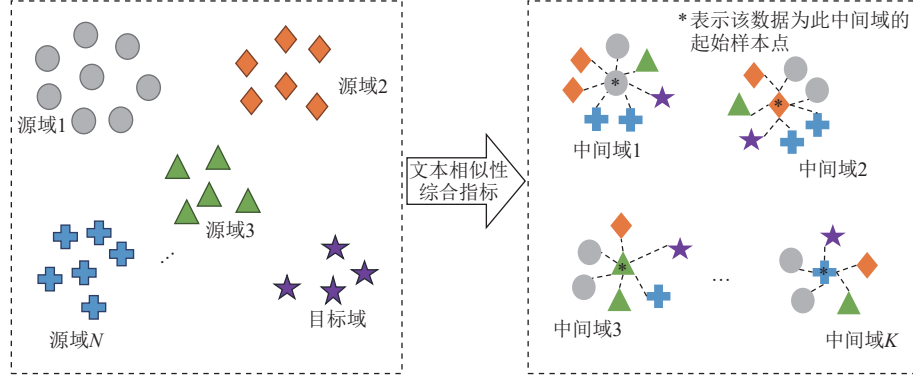 源域1
源域2
源域3
…
源域N
目标域
文本相似性
综合指标
*表示该数据为此中间域的
起始样本点
*
中间域1
*
中间域2
*
中间域3
…
*
中间域K